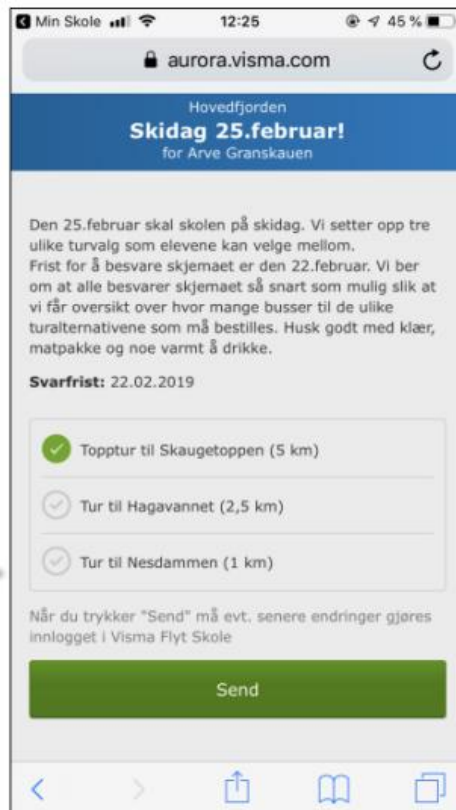 Min Skole 12:25 45 %
aurora.visma.com
Hovedfjorden
Skidag 25.februar!
for Arve Granskauen
Den 25.februar skal skolen på skidag. Vi setter opp tre
ulike turvalg som elevene kan velge mellom.
Frist for å besvare skjemaet er den 22.februar. Vi ber
om at alle besvarer skjemaet så snart som mulig slik at
vi får oversikt over hvor mange busser til de ulike
turalternativene som må bestilles. Husk godt med klær,
matpakke og noe varmt å drikke.
Svarfrist: 22.02.2019
Topptur til Skaugetoppen (5 km)
Tur til Hagavannet (2,5 km)
Tur til Nesdammen (1 km)
Når du trykker "Send" må evt. senere endringer gjøres
innlogget i Visma Flyt Skole
Send